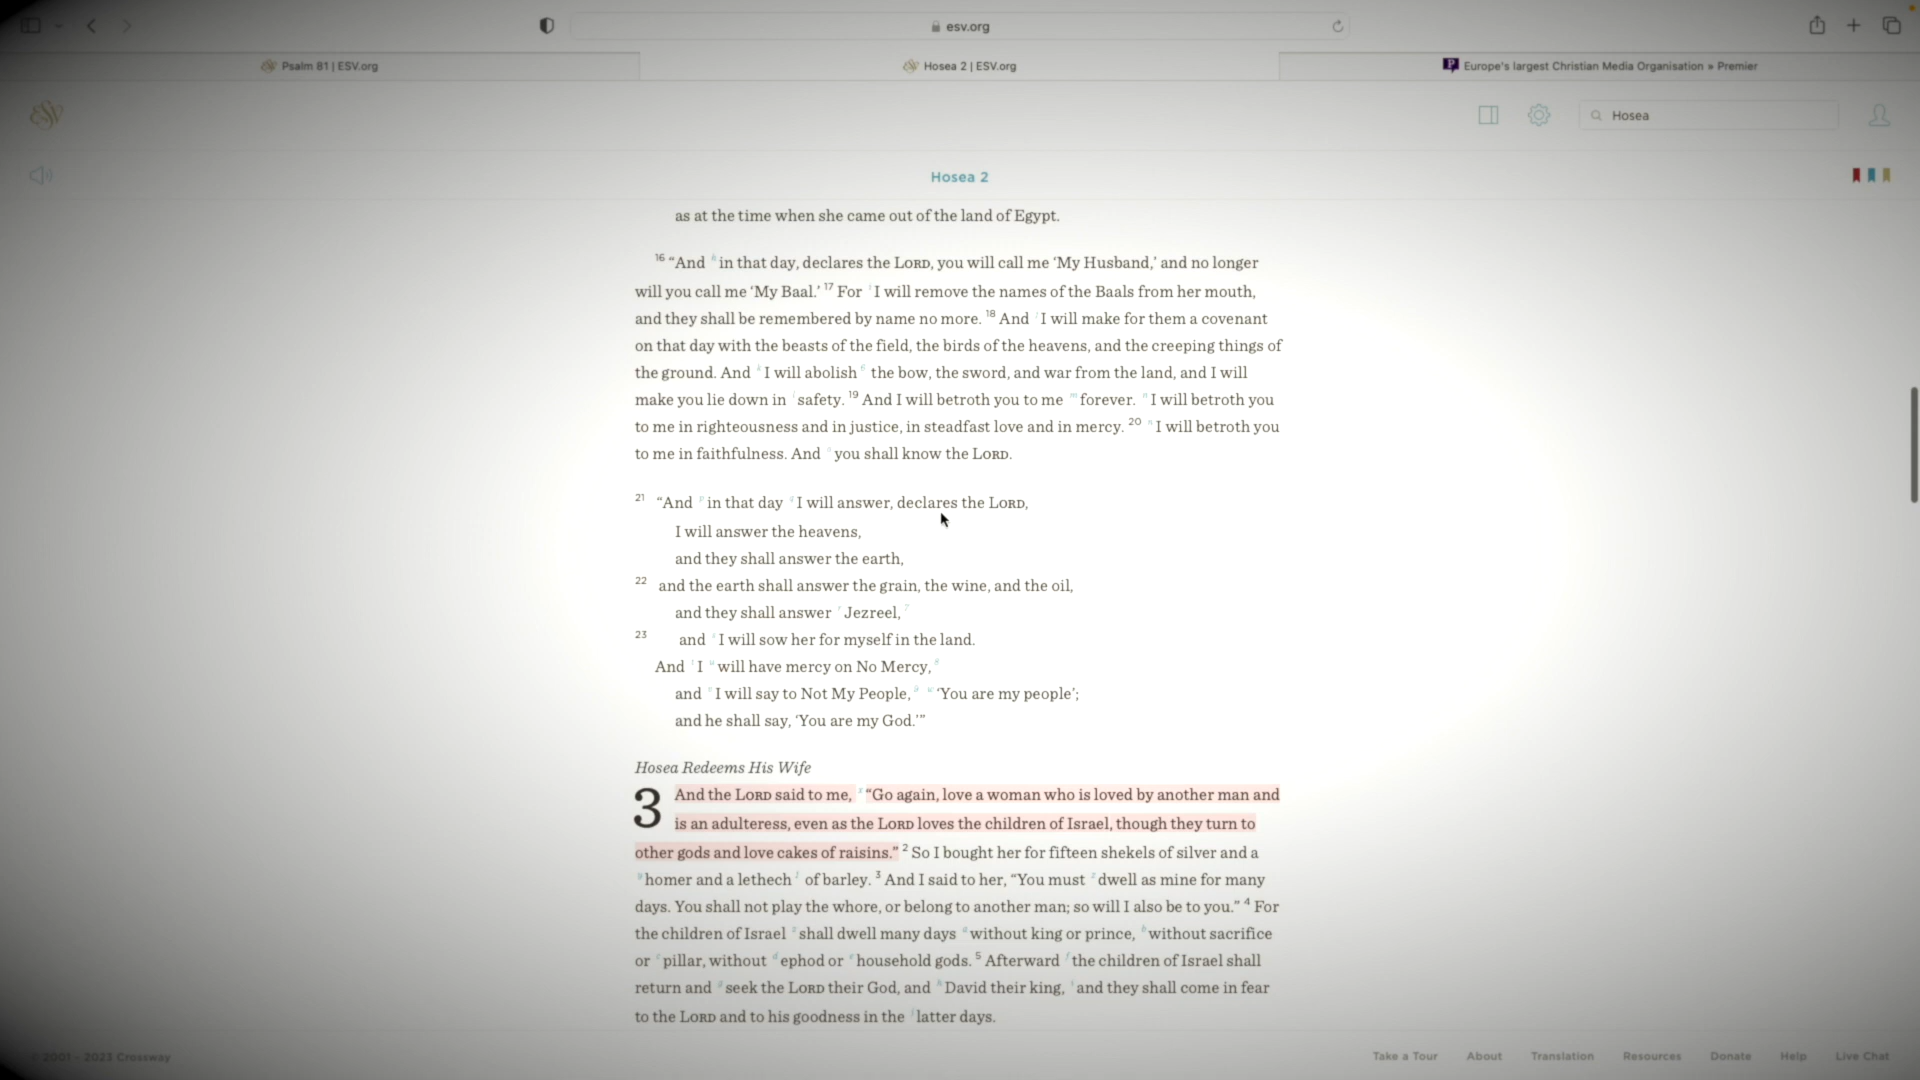 esv.org
Psalm 81 | ESV.org
Hosea 2 | ESV.org
Europe's largest Christian Media Organisation » Premier
ESV
Hosea
Hosea 2
as at the time when she came out of the land of Egypt.
16 “And in that day, declares the LORD, you will call me ‘My Husband,’ and no longer
will you call me ‘My Baal.’ 17 For I will remove the names of the Baals from her mouth,
and they shall be remembered by name no more. 18 And I will make for them a covenant
on that day with the beasts of the field, the birds of the heavens, and the creeping things of
the ground. And I will abolish the bow, the sword, and war from the land, and I will
make you lie down in safety. 19 And I will betroth you to me forever. I will betroth you
to me in righteousness and in justice, in steadfast love and in mercy. 20 I will betroth you
to me in faithfulness. And you shall know the LORD.
21 “And in that day I will answer, declares the LORD,
I will answer the heavens,
and they shall answer the earth,
22 and the earth shall answer the grain, the wine, and the oil,
and they shall answer Jezreel,
23 and I will sow her for myself in the land.
And I will have mercy on No Mercy,
and I will say to Not My People, ‘You are my people’;
and he shall say, ‘You are my God.’”
Hosea Redeems His Wife
3 And the LORD said to me, “Go again, love a woman who is loved by another man and
is an adulteress, even as the LORD loves the children of Israel, though they turn to
other gods and love cakes of raisins.” 2 So I bought her for fifteen shekels of silver and a
homer and a lethech of barley. 3 And I said to her, “You must dwell as mine for many
days. You shall not play the whore, or belong to another man; so will I also be to you.” 4 For
the children of Israel shall dwell many days without king or prince, without sacrifice
or pillar, without ephod or household gods. 5 Afterward the children of Israel shall
return and seek the LORD their God, and David their king, and they shall come in fear
to the LORD and to his goodness in the latter days.
© 2001 - 2023 Crossway
Take a Tour
About
Translation
Resources
Donate
Help
Live Chat